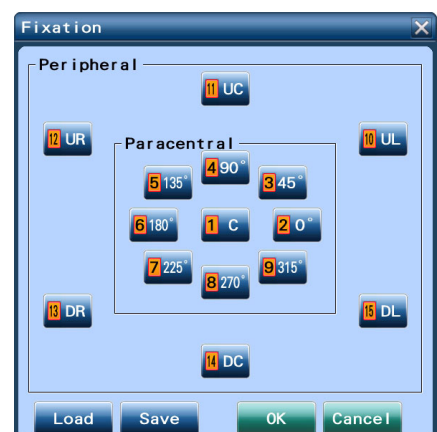 Fixation
Peripheral
11 UC
12 UR
10 UL
Paracentral
4 90°
5 135°
3 45°
6 180°
1 C
2 0°
7 225°
8 270°
9 315°
13 DR
15 DL
14 DC
Load Save OK Cancel